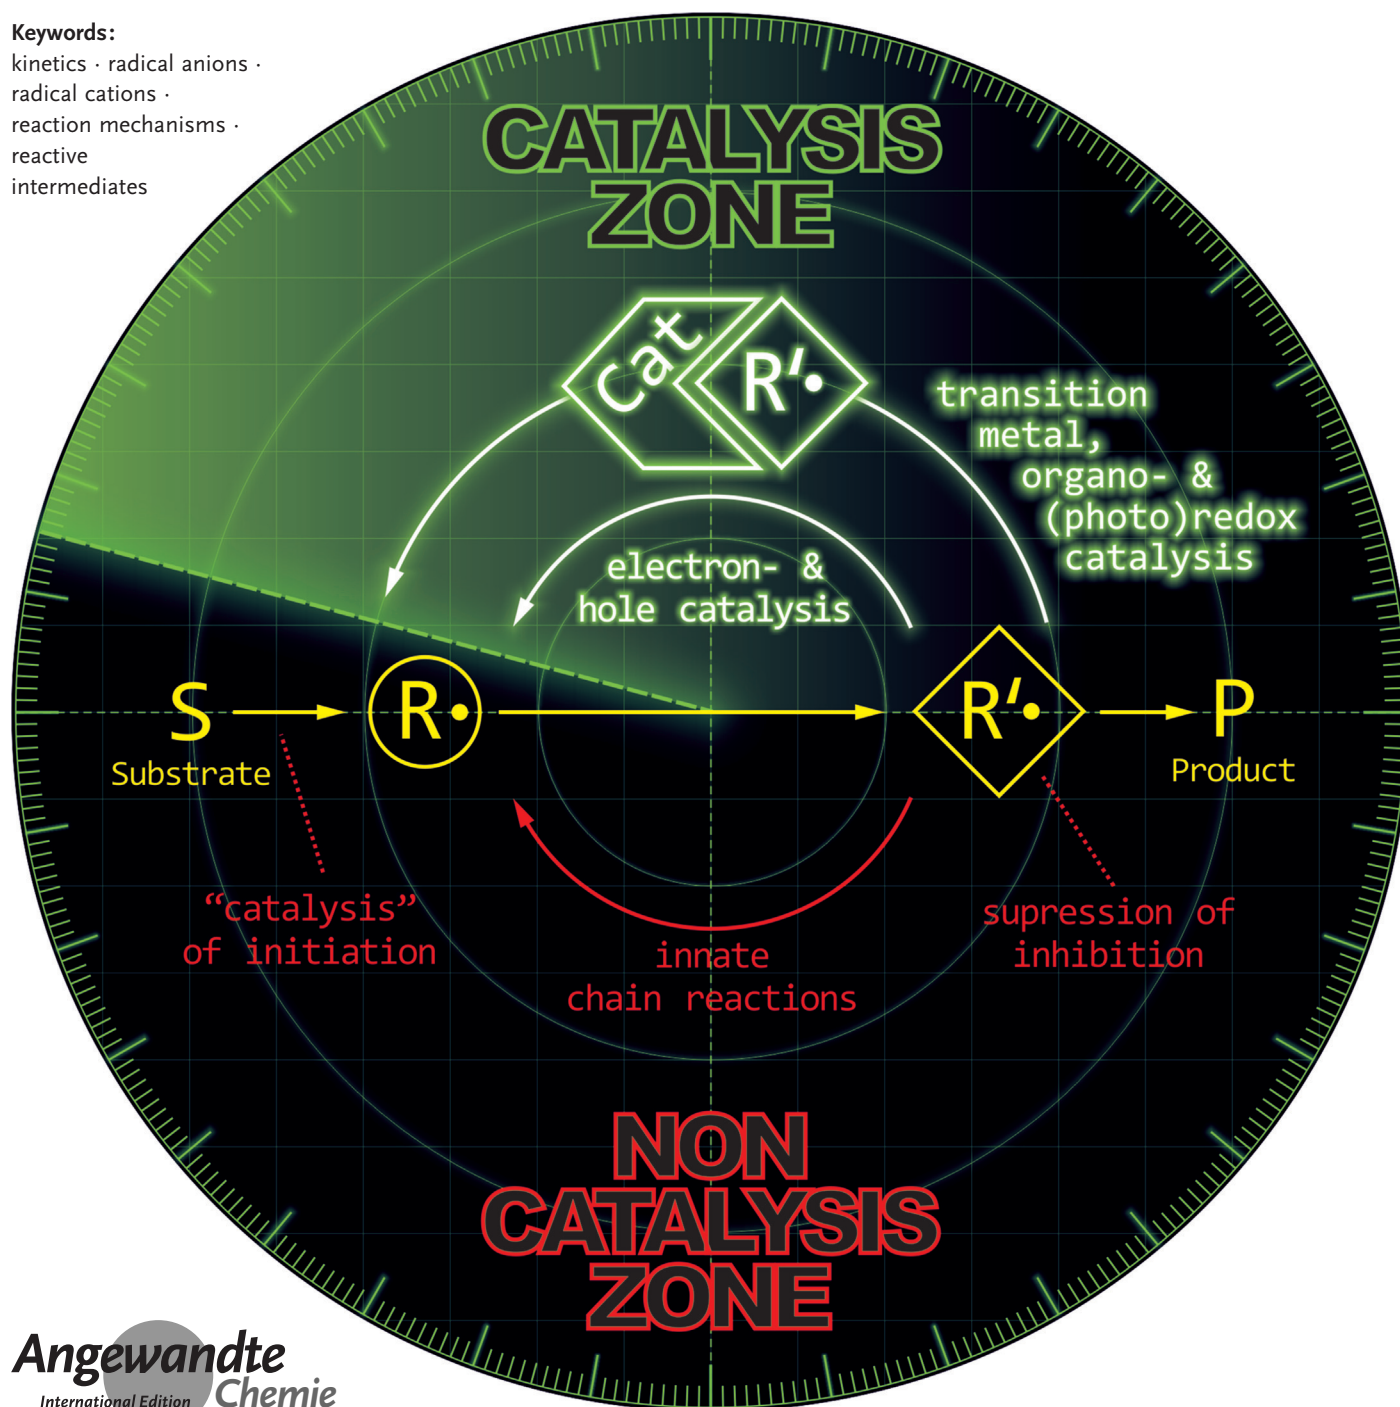 Keywords:
kinetics · radical anions ·
radical cations ·
reaction mechanisms ·
reactive
intermediates
CATALYSIS
ZONE
Cat
R′•
transition
metal,
organo- &
(photo)redox
catalysis
electron- &
hole catalysis
S
R•
R′•
P
Substrate
Product
“catalysis”
of initiation
innate
chain reactions
supression of
inhibition
NON
CATALYSIS
ZONE
Angewandte
Chemie
International Edition